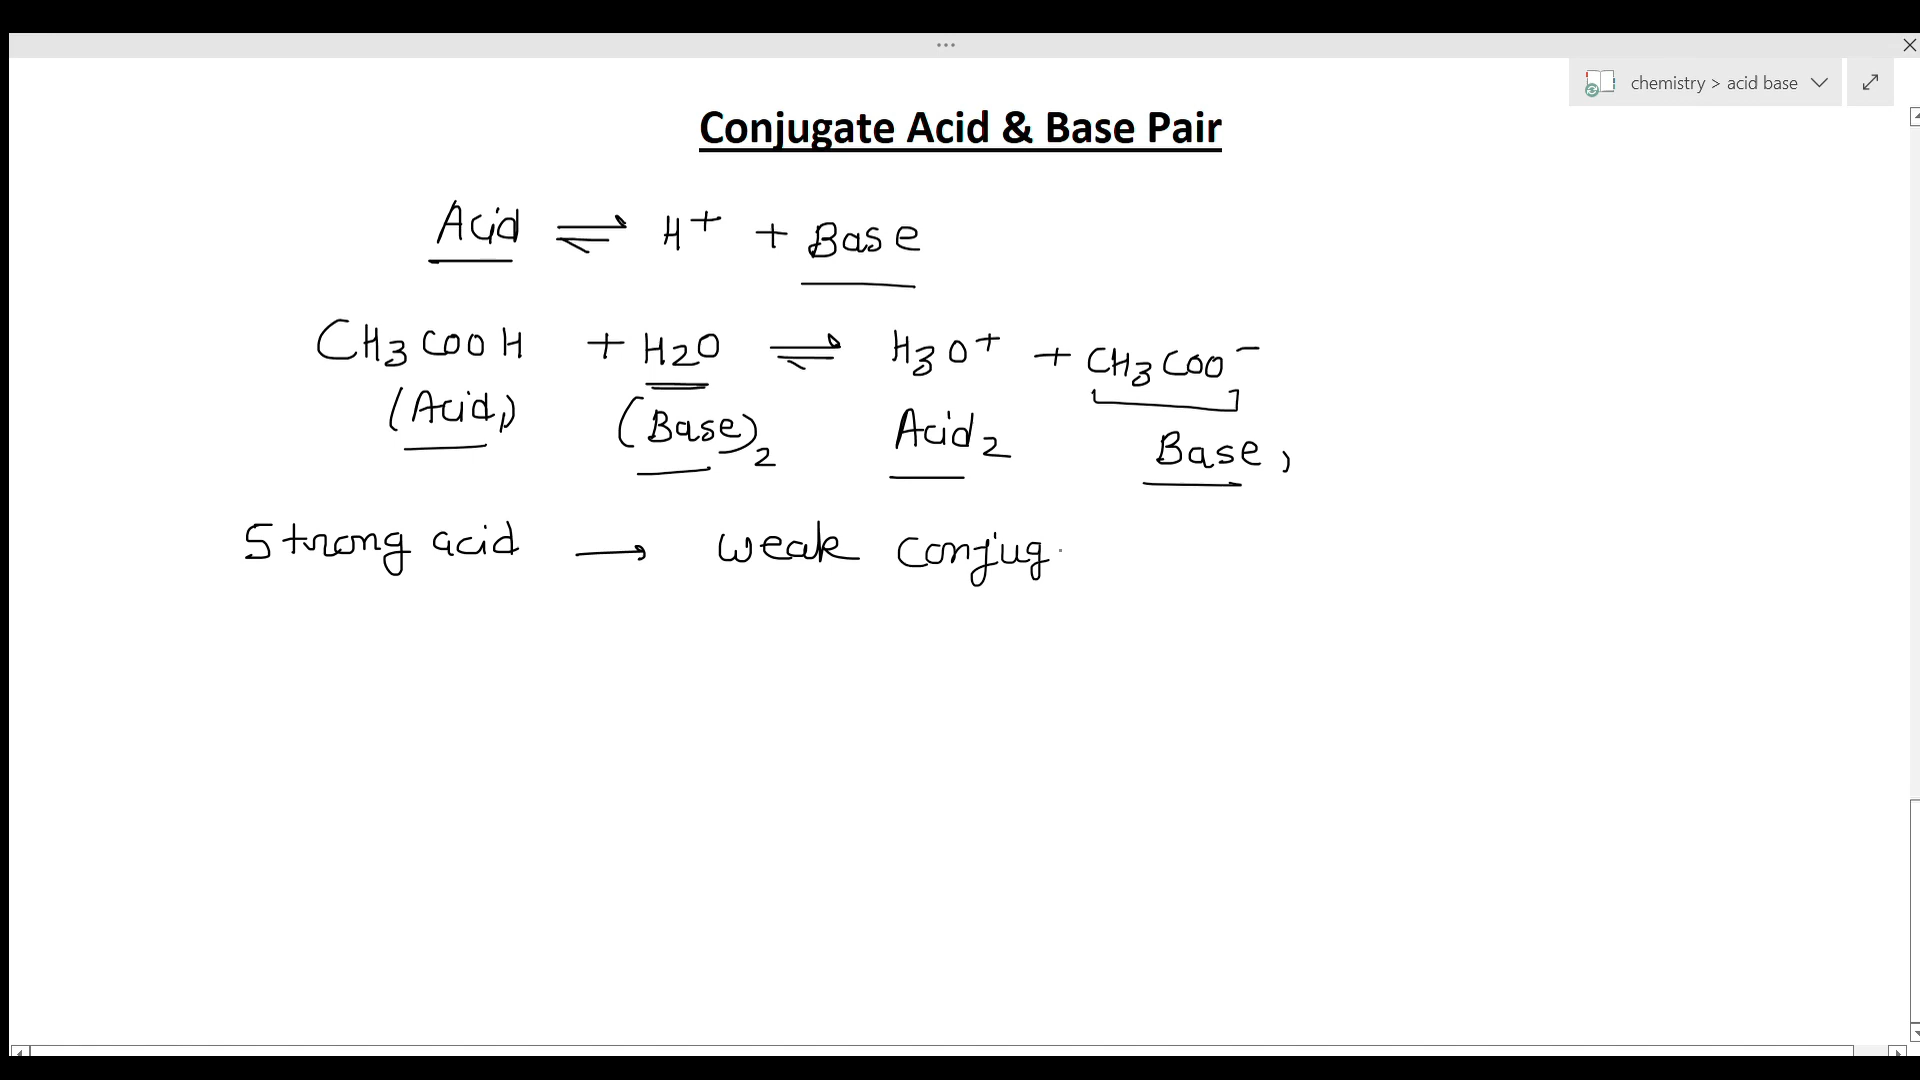 chemistry > acid base
Conjugate Acid & Base Pair
Acid ⇌ H+ + Base
CH3COOH + H2O ⇌ H3O+ + CH3COO-
(Acid1) (Base)2 Acid2 Base1
Strong acid → weak conjug